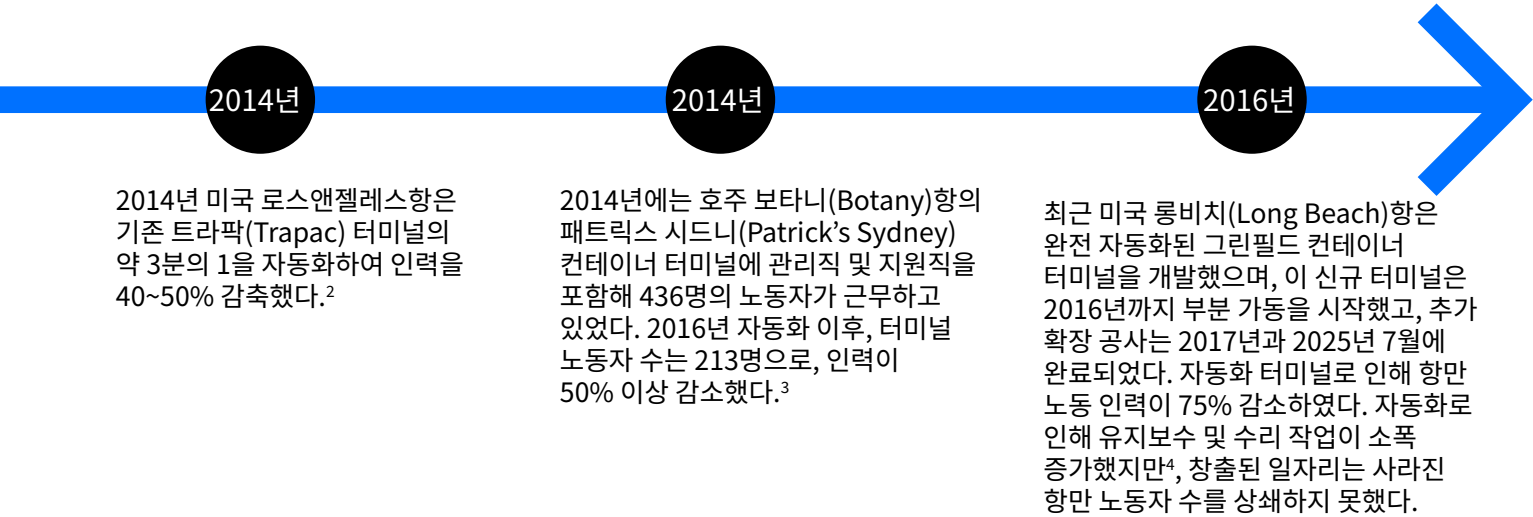 2014년
2014년
2016년
2014년 미국 로스앤젤레스항은
기존 트라팍(Trapac) 터미널의
약 3분의 1을 자동화하여 인력을
40~50% 감축했다.²
2014년에는 호주 보타니(Botany)항의
패트릭스 시드니(Patrick’s Sydney)
컨테이너 터미널에 관리직 및 지원직을
포함해 436명의 노동자가 근무하고
있었다. 2016년 자동화 이후, 터미널
노동자 수는 213명으로, 인력이
50% 이상 감소했다.³
최근 미국 롱비치(Long Beach)항은
완전 자동화된 그린필드 컨테이너
터미널을 개발했으며, 이 신규 터미널은
2016년까지 부분 가동을 시작했고, 추가
확장 공사는 2017년과 2025년 7월에
완료되었다. 자동화 터미널로 인해 항만
노동 인력이 75% 감소하였다. 자동화로
인해 유지보수 및 수리 작업이 소폭
증가했지만⁴, 창출된 일자리는 사라진
항만 노동자 수를 상쇄하지 못했다.